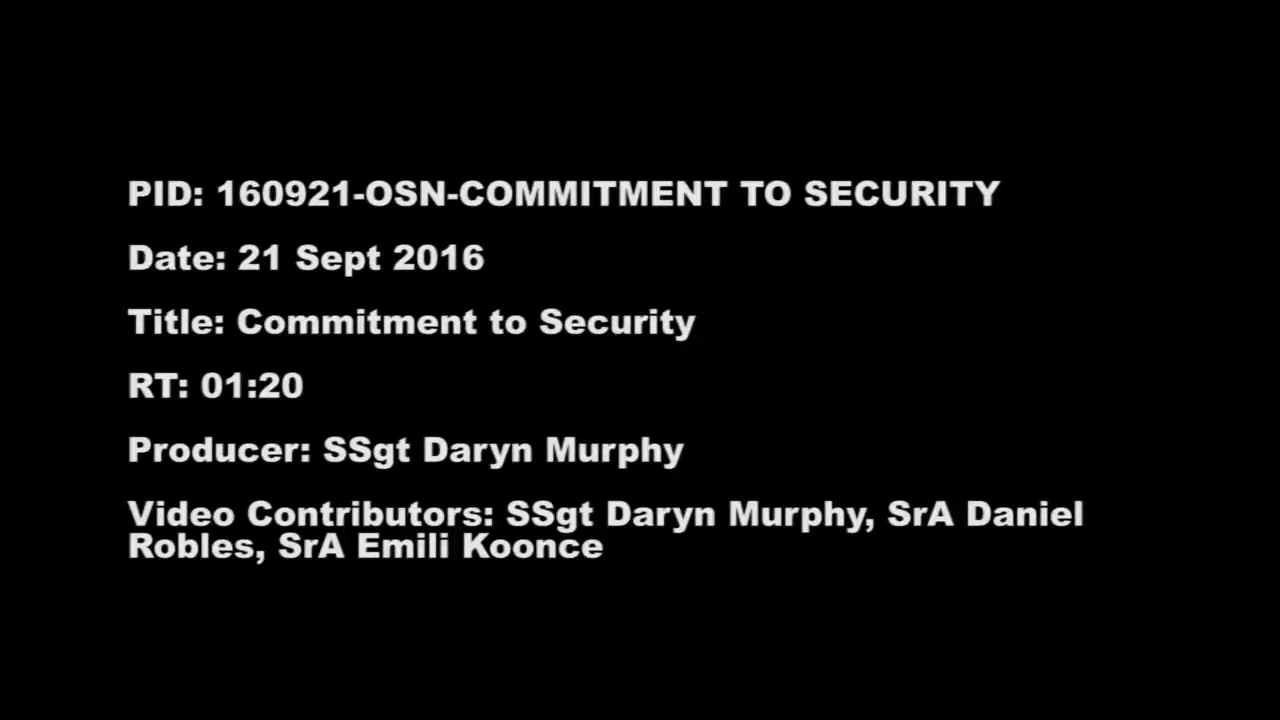 PID: 160921-OSN-COMMITMENT TO SECURITY
Date: 21 Sept 2016
Title: Commitment to Security
RT: 01:20
Producer: SSgt Daryn Murphy
Video Contributors: SSgt Daryn Murphy, SrA Daniel
Robles, SrA Emili Koonce